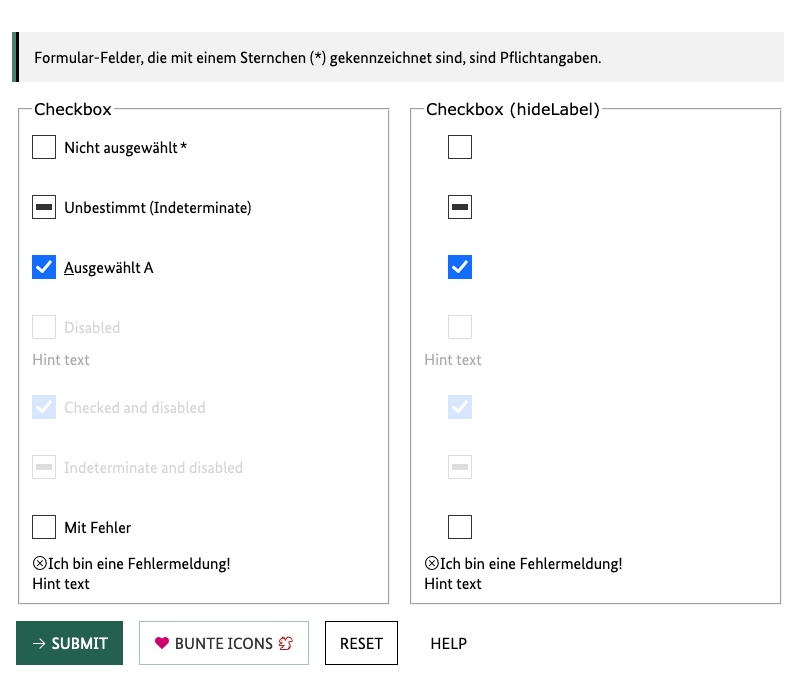 Formular-Felder, die mit einem Sternchen (*) gekennzeichnet sind, sind Pflichtangaben.
Checkbox
Nicht ausgewählt *
Unbestimmt (Indeterminate)
Ausgewählt A
Disabled
Hint text
Checked and disabled
Indeterminate and disabled
Mit Fehler
Ich bin eine Fehlermeldung!
Hint text
Checkbox (hideLabel)
Hint text
Ich bin eine Fehlermeldung!
Hint text
SUBMIT
BUNTE ICONS
RESET
HELP